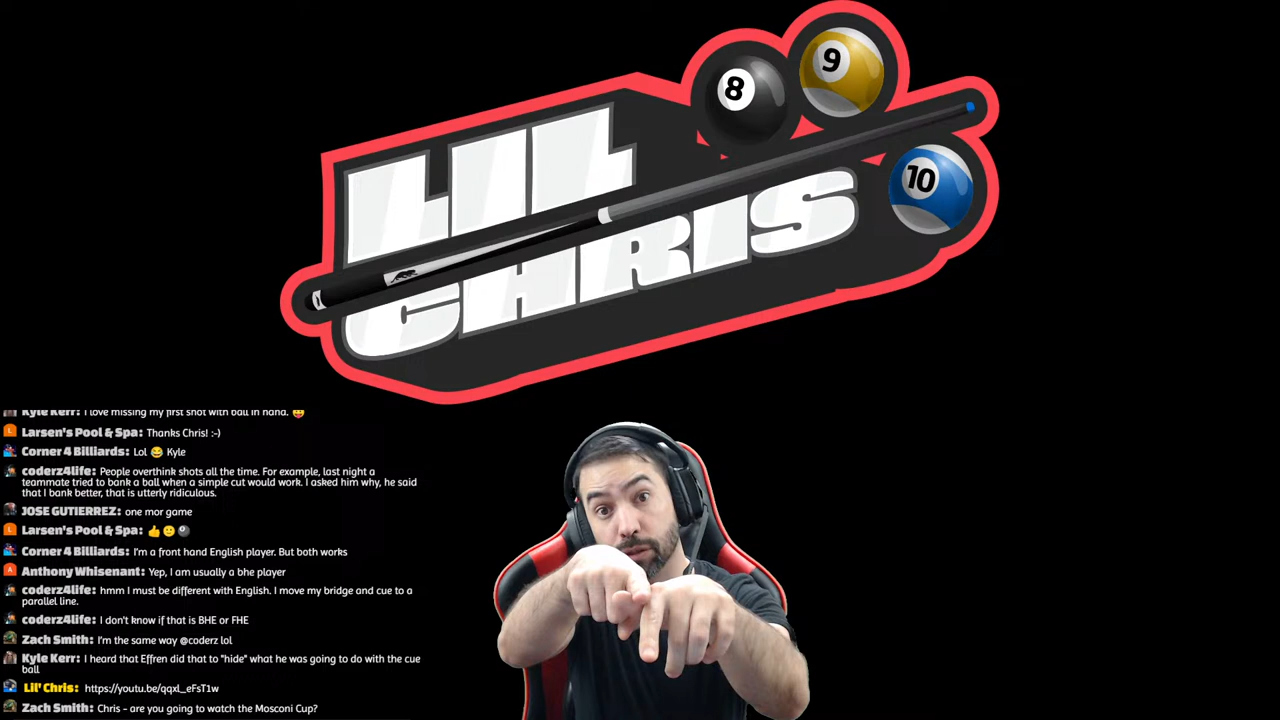 LIL
CHRIS
8
9
10
Kyle Kerr: I love missing my first shot with ball in hand. 😛
Larsen's Pool & Spa: Thanks Chris! :-)
Corner 4 Billiards: Lol 😂 Kyle
coderz4life: People overthink shots all the time. For example, last night a
teammate tried to bank a ball when a simple cut would work. I asked him why, he said
that I bank better, that is utterly ridiculous.
JOSE GUTIERREZ: one mor game
Larsen's Pool & Spa: 👍🙂🎱
Corner 4 Billiards: I'm a front hand English player. But both works
Anthony Whisenant: Yep, I am usually a bhe player
coderz4life: hmm I must be different with English. I move my bridge and cue to a
parallel line.
coderz4life: I don't know if that is BHE or FHE
Zach Smith: I'm the same way @coderz lol
Kyle Kerr: I heard that Effren did that to "hide" what he was going to do with the cue
ball
Lil' Chris: https://youtu.be/qqxl_eFsT1w
Zach Smith: Chris - are you going to watch the Mosconi Cup?